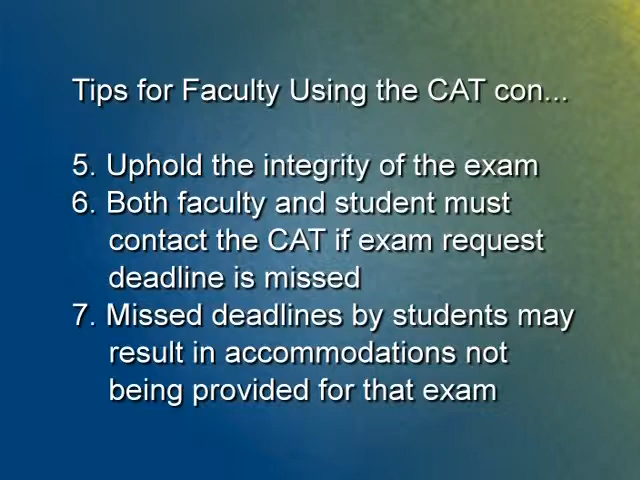 Tips for Faculty Using the CAT con...
5. Uphold the integrity of the exam
6. Both faculty and student must
contact the CAT if exam request
deadline is missed
7. Missed deadlines by students may
result in accommodations not
being provided for that exam